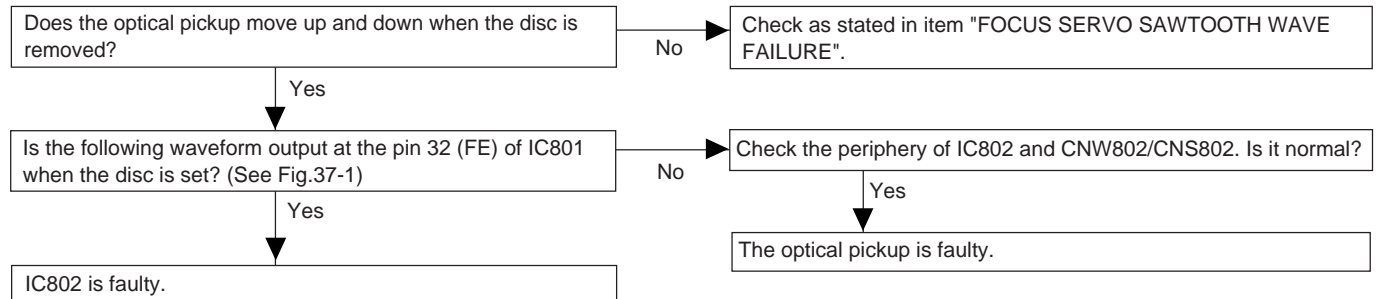 Does the optical pickup move up and down when the disc is
removed?
No
Check as stated in item "FOCUS SERVO SAWTOOTH WAVE
FAILURE".
Yes
Is the following waveform output at the pin 32 (FE) of IC801
when the disc is set? (See Fig.37-1)
No
Check the periphery of IC802 and CNW802/CNS802. Is it normal?
Yes
Yes
The optical pickup is faulty.
IC802 is faulty.